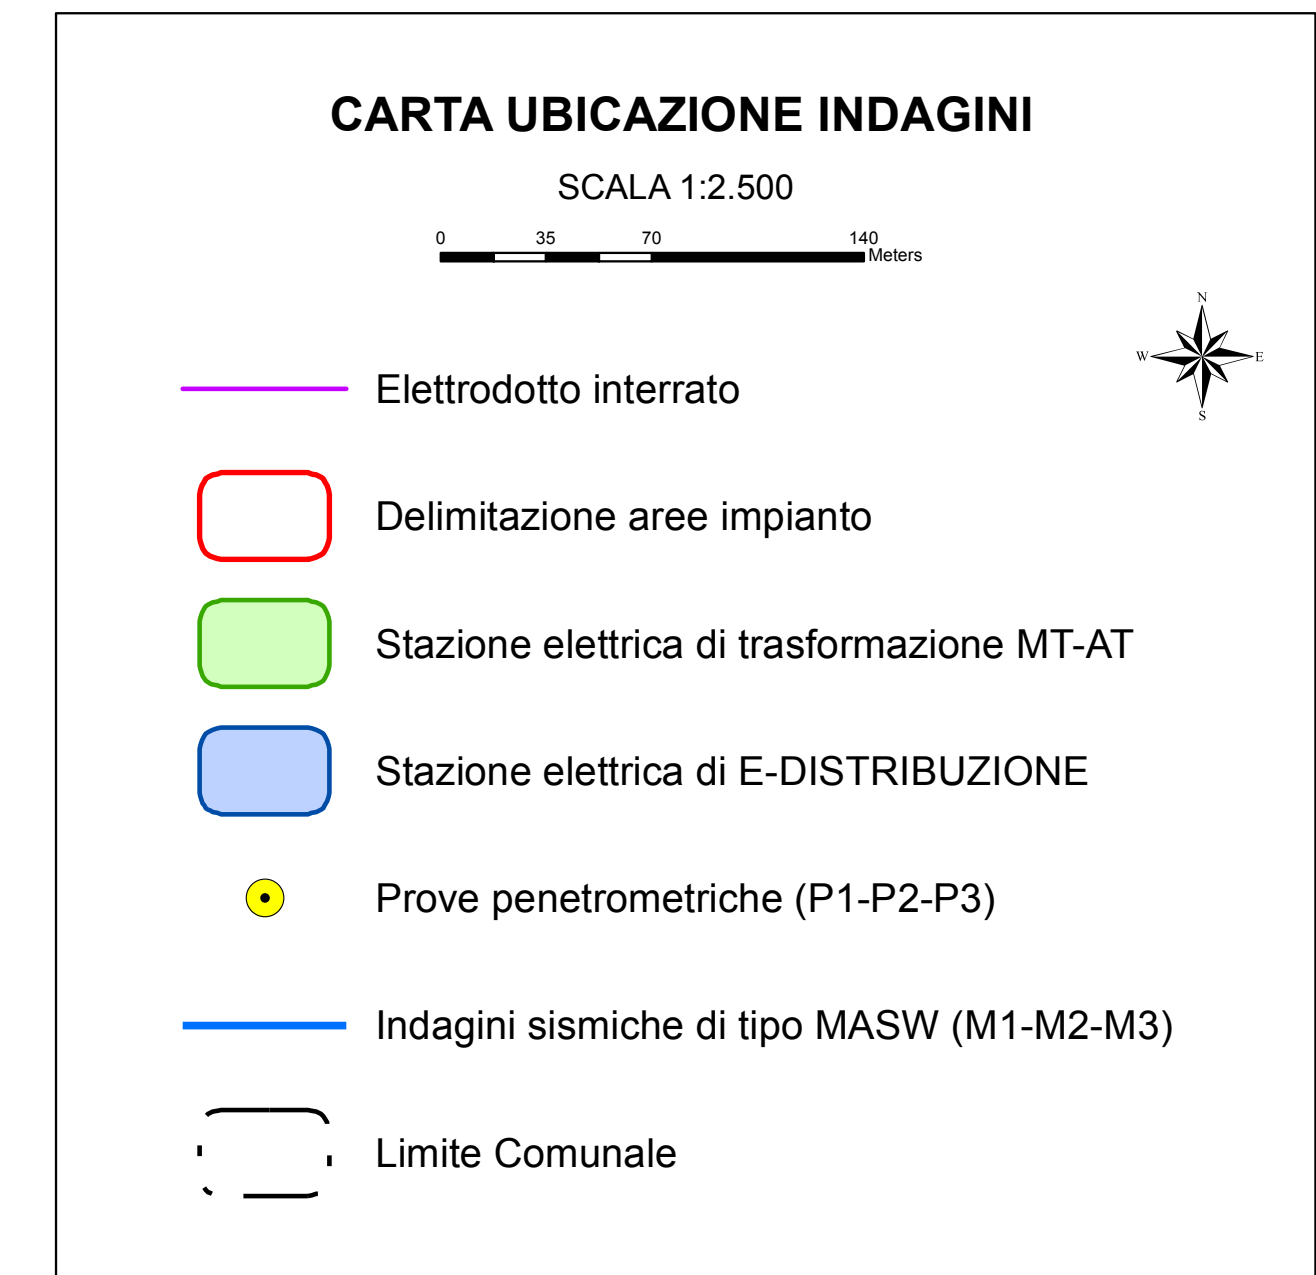 CARTA UBICAZIONE INDAGINI
SCALA 1:2.500
0 35 70 140
Meters
N
W E
S
Elettrodotto interrato
Delimitazione aree impianto
Stazione elettrica di trasformazione MT-AT
Stazione elettrica di E-DISTRIBUZIONE
Prove penetrometriche (P1-P2-P3)
Indagini sismiche di tipo MASW (M1-M2-M3)
Limite Comunale